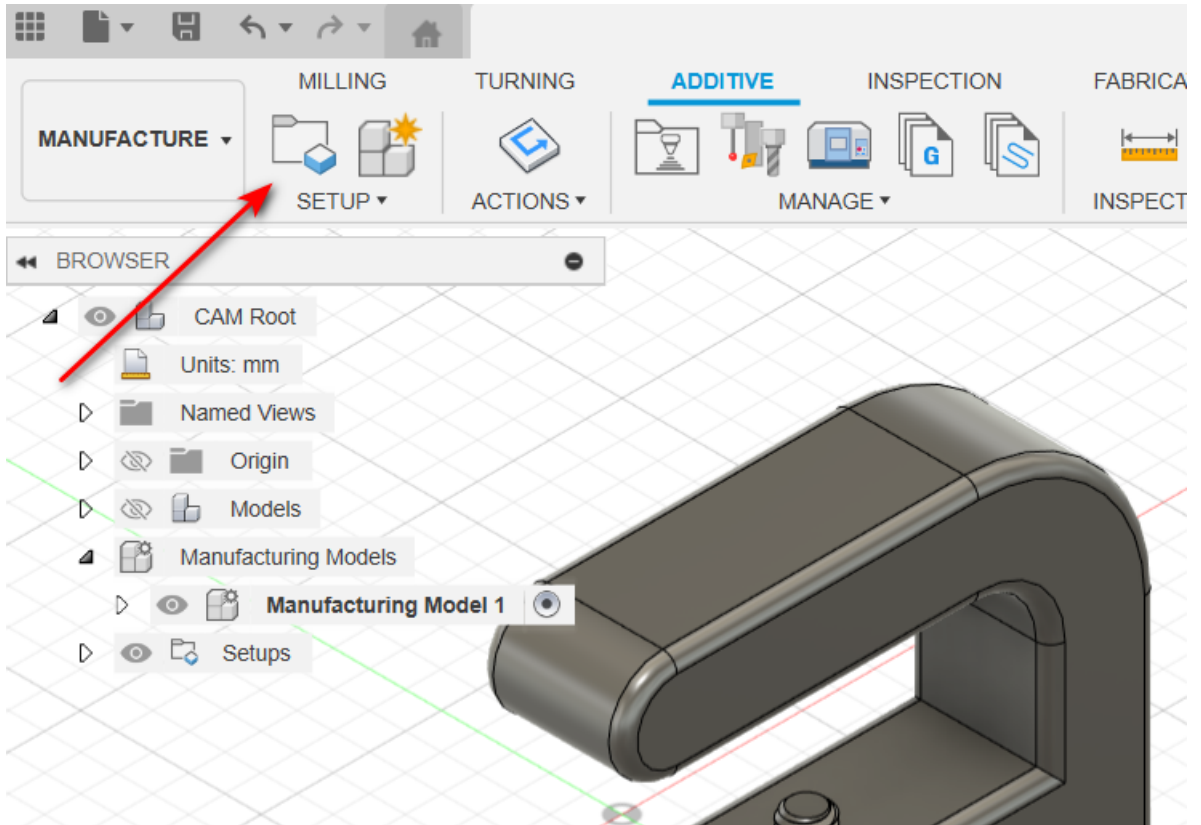 MILLING TURNING ADDITIVE INSPECTION FABRICA
MANUFACTURE
G
SETUP ACTIONS MANAGE INSPECT
BROWSER
CAM Root
Units: mm
Named Views
Origin
Models
Manufacturing Models
Manufacturing Model 1
Setups